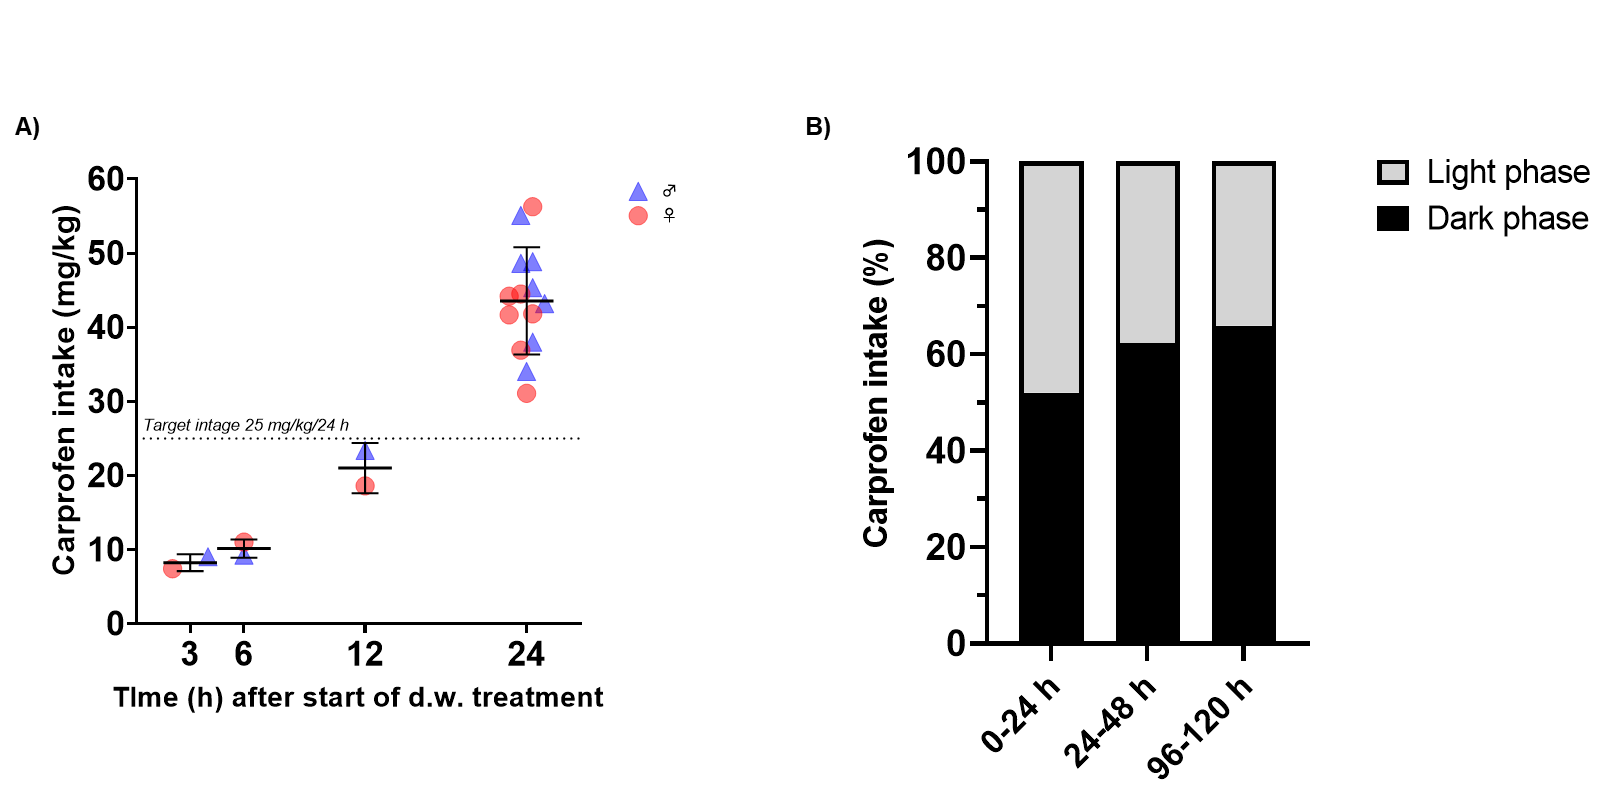 A)
B)
60
50
40
30
20
10
0
Carprofen intake (mg/kg)
♂
♀
Target intage 25 mg/kg/24 h
3 6 12 24
TIme (h) after start of d.w. treatment
100
80
60
40
20
0
Carprofen intake (%)
Light phase
Dark phase
0-24 h
24-48 h
96-120 h